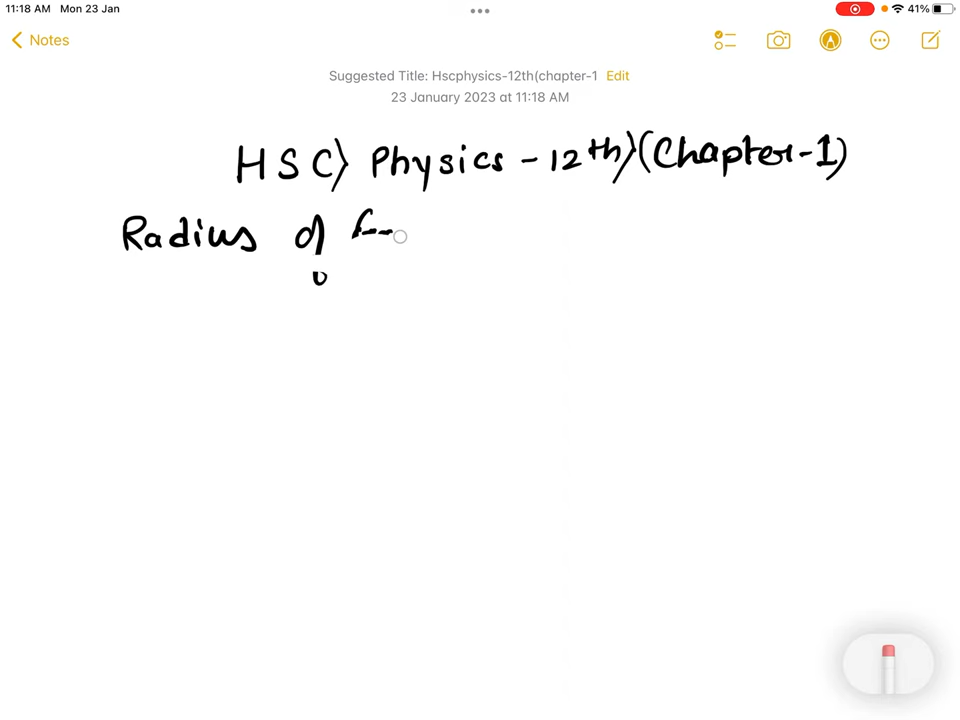 11:18 AM Mon 23 Jan
41%
Notes
Suggested Title: Hscphysics-12th(chapter-1 Edit
23 January 2023 at 11:18 AM
HSC) Physics - 12th)(Chapter-1)
Radius of